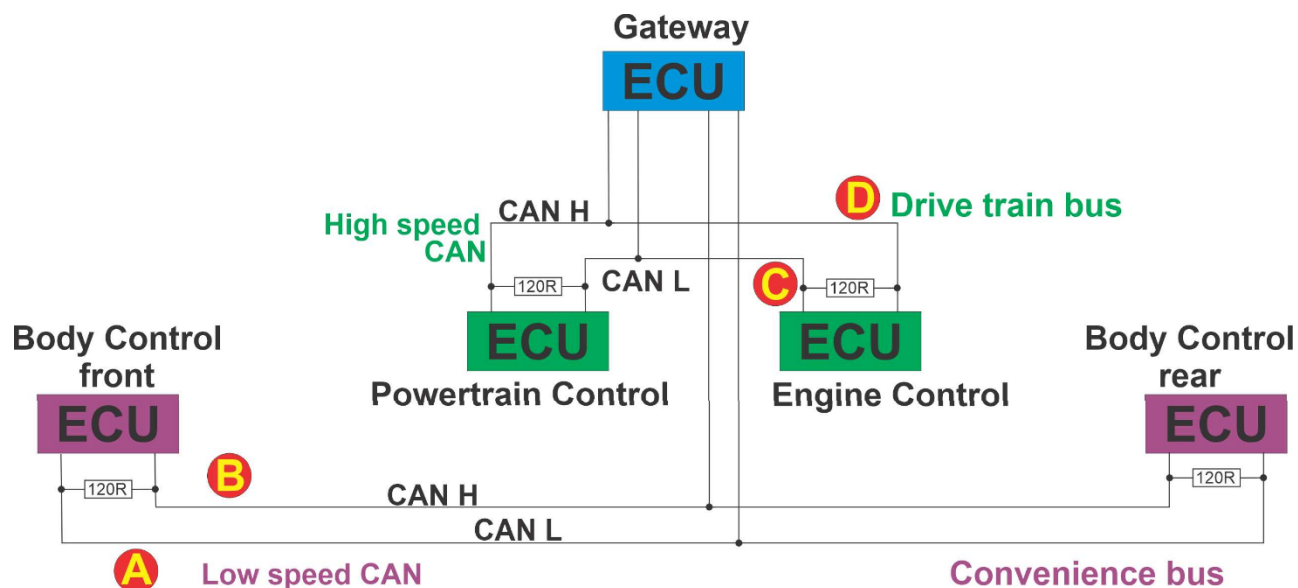 Gateway
ECU
D
Drive train bus
CAN H
High speed
CAN
CAN L
120R
C
120R
ECU
ECU
Powertrain Control
Engine Control
Body Control
front
ECU
Body Control
rear
ECU
120R
B
120R
CAN H
CAN L
A
Low speed CAN
Convenience bus